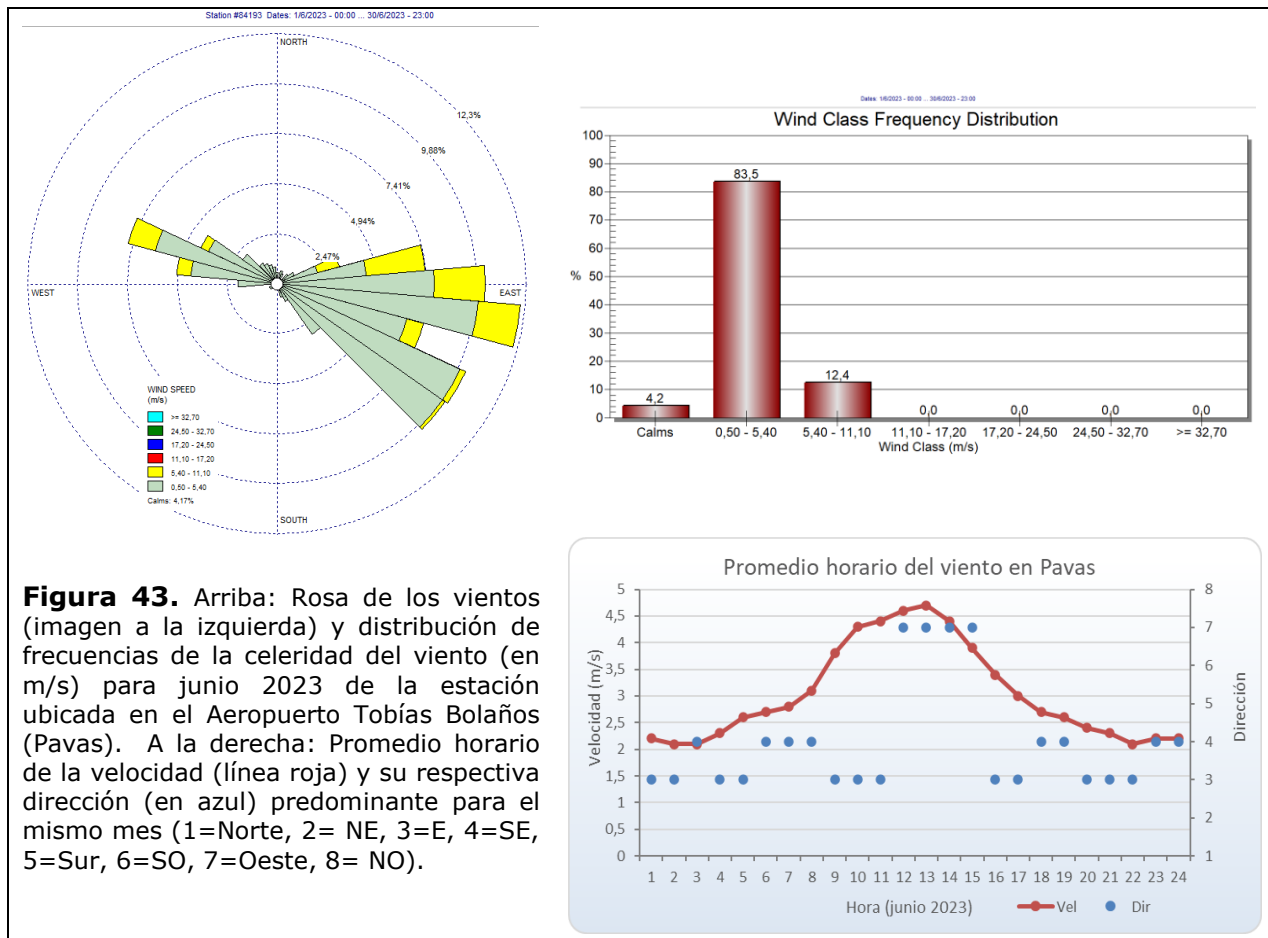 Station #84193 Dates: 1/6/2023 - 00:00 ... 30/6/2023 - 23:00
NORTH
12,3%
9,88%
7,41%
4,94%
2,47%
WEST
EAST
WIND SPEED
(m/s)
>= 32,70
24,50 - 32,70
17,20 - 24,50
11,10 - 17,20
5,40 - 11,10
0,50 - 5,40
Calms: 4,17%
SOUTH
Dates: 1/6/2023 - 00:00 ... 30/6/2023 - 23:00
Wind Class Frequency Distribution
100
90
80
70
60
50
40
30
20
10
0
%
4,2
83,5
12,4
0,0
0,0
0,0
0,0
Calms
0,50 - 5,40
5,40 - 11,10
11,10 - 17,20
17,20 - 24,50
24,50 - 32,70
>= 32,70
Wind Class (m/s)
Figura 43. Arriba: Rosa de los vientos
(imagen a la izquierda) y distribución de
frecuencias de la celeridad del viento (en
m/s) para junio 2023 de la estación
ubicada en el Aeropuerto Tobías Bolaños
(Pavas). A la derecha: Promedio horario
de la velocidad (línea roja) y su respectiva
dirección (en azul) predominante para el
mismo mes (1=Norte, 2= NE, 3=E, 4=SE,
5=Sur, 6=SO, 7=Oeste, 8= NO).
Promedio horario del viento en Pavas
5
4,5
4
3,5
3
2,5
2
1,5
1
0,5
0
Velocidad (m/s)
8
7
6
5
4
3
2
1
Dirección
1 2 3 4 5 6 7 8 9 10 11 12 13 14 15 16 17 18 19 20 21 22 23 24
Hora (junio 2023)
Vel
Dir